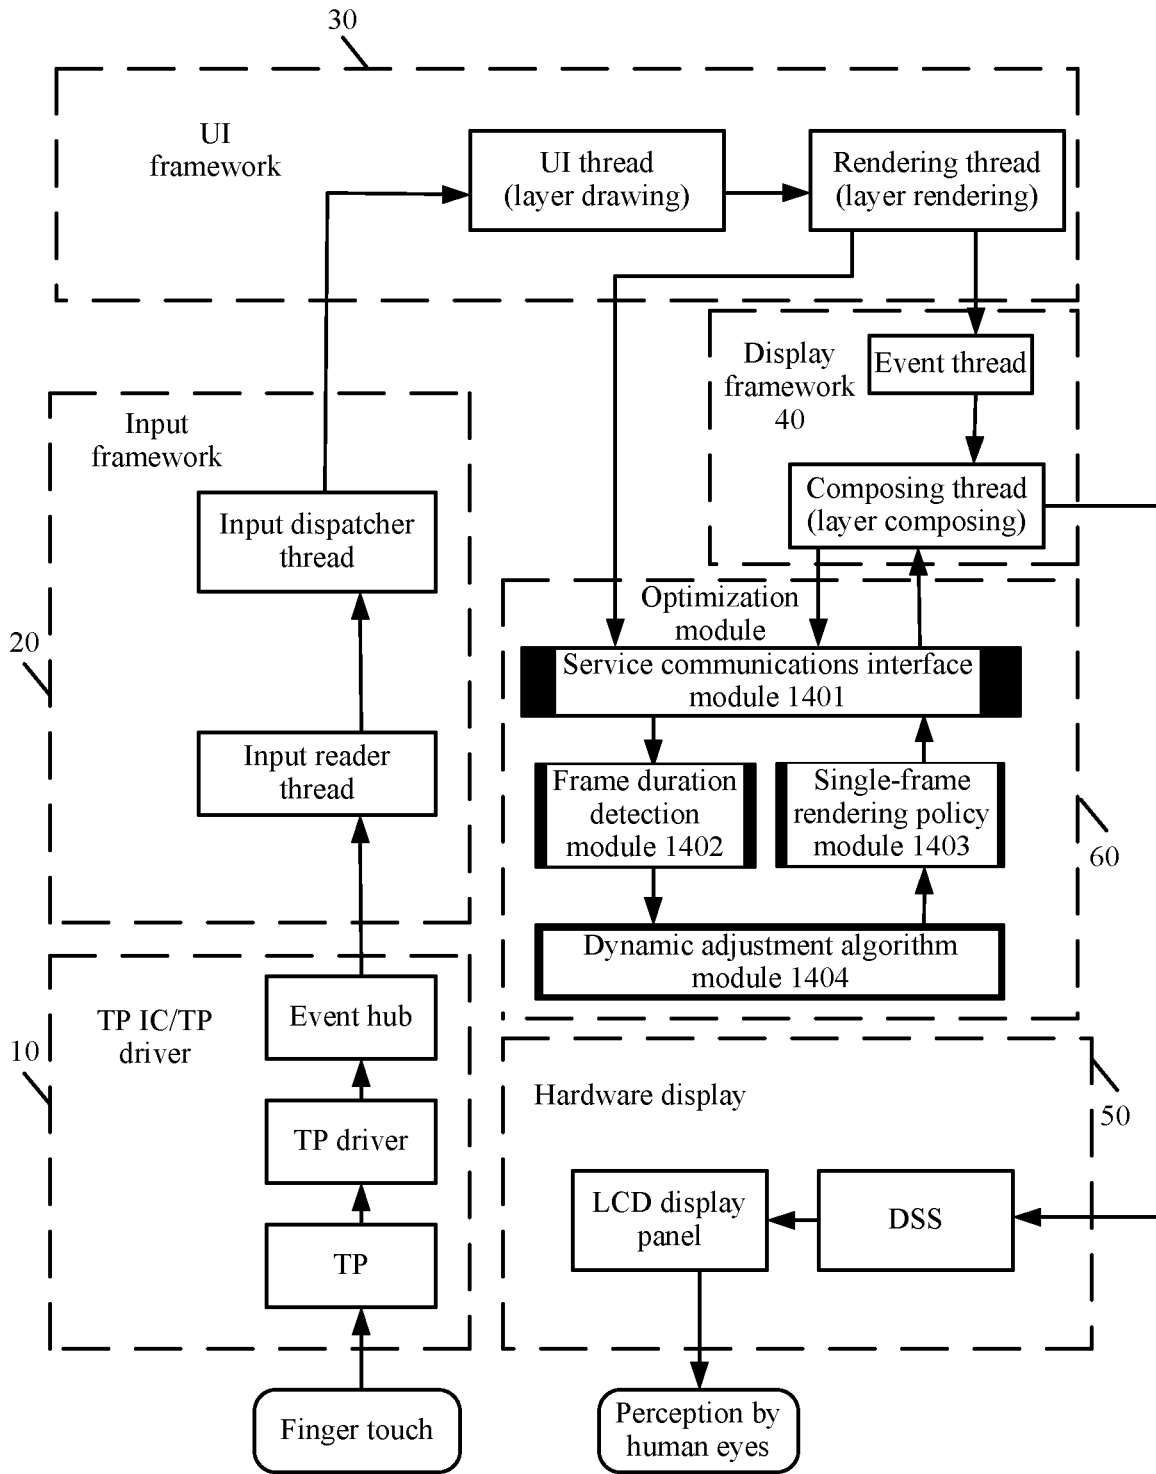 30
UI
framework
UI thread
(layer drawing)
Rendering thread
(layer rendering)
Display
framework
40
Event thread
Input
framework
Composing thread
(layer composing)
Input dispatcher
thread
Optimization
module
20
Service communications interface
module 1401
Input reader
thread
Frame duration
detection
module 1402
Single-frame
rendering policy
module 1403
60
Dynamic adjustment algorithm
module 1404
TP IC/TP
driver
Event hub
10
Hardware display
50
TP driver
LCD display
panel
DSS
TP
Finger touch
Perception by
human eyes